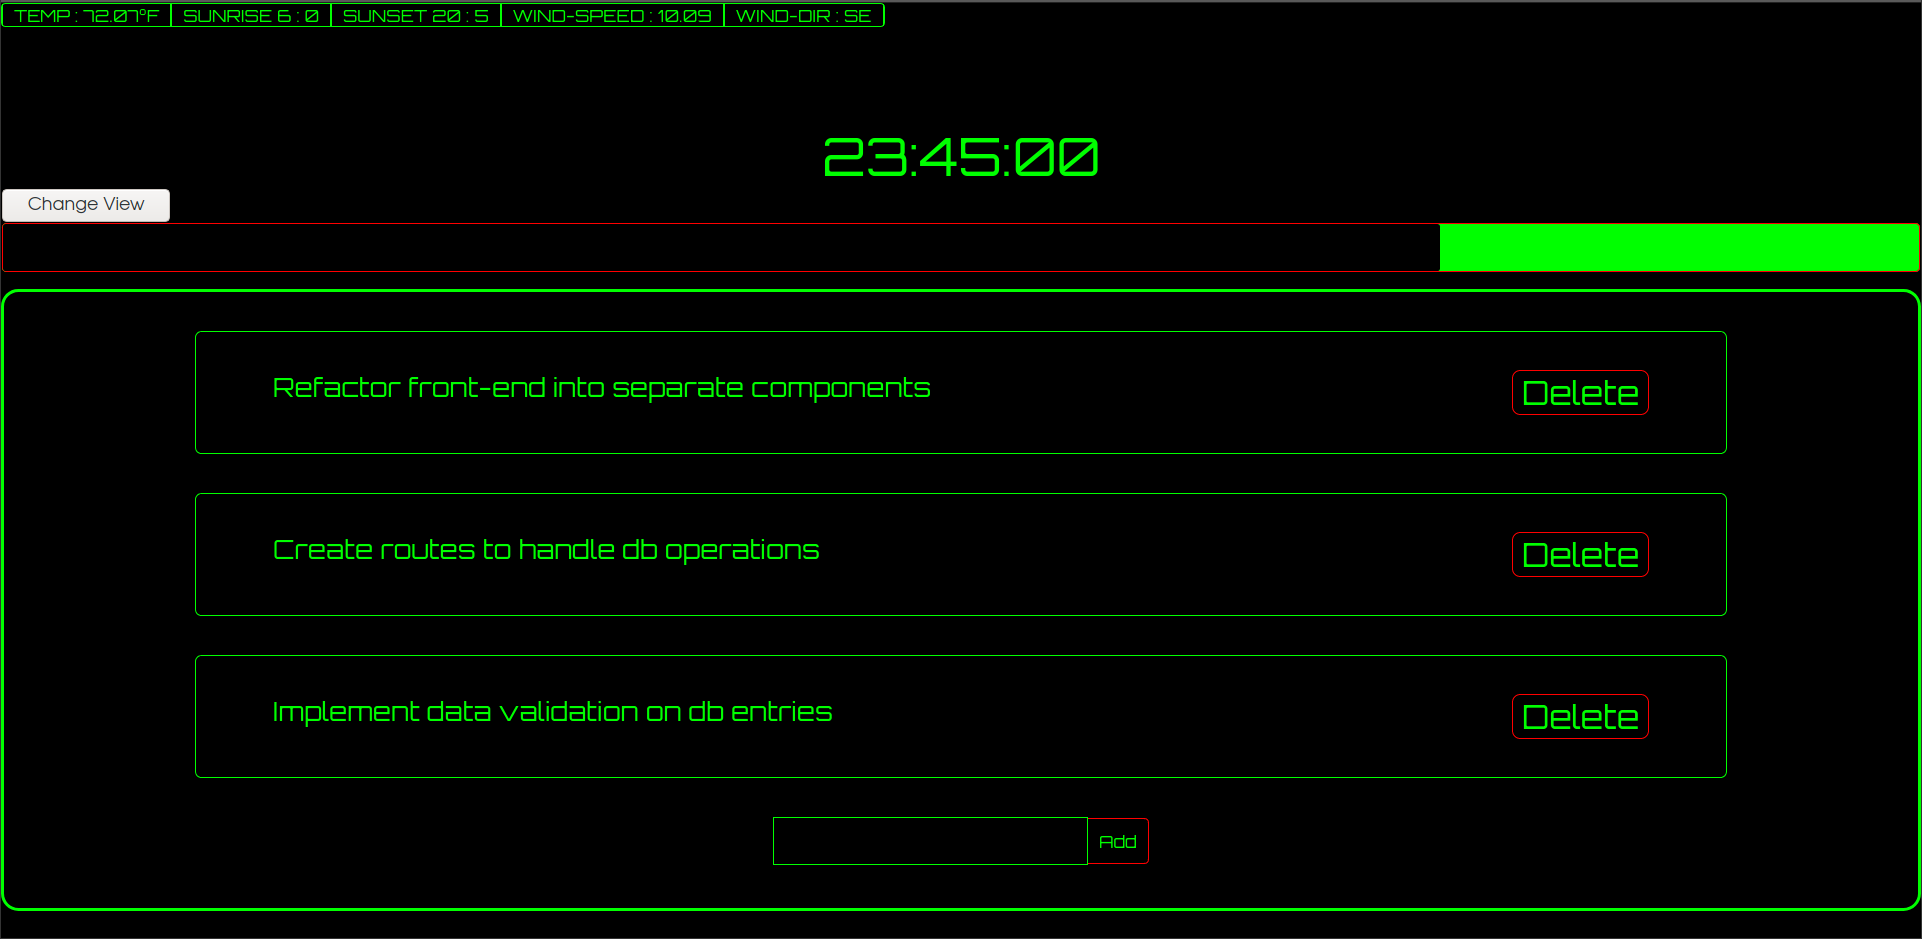 TEMP : 72.07°F SUNRISE 6 : 0 SUNSET 20 : 5 WIND-SPEED : 10.09 WIND-DIR : SE
23:45:00
Change View
Refactor front-end into separate components Delete
Create routes to handle db operations Delete
Implement data validation on db entries Delete
Add